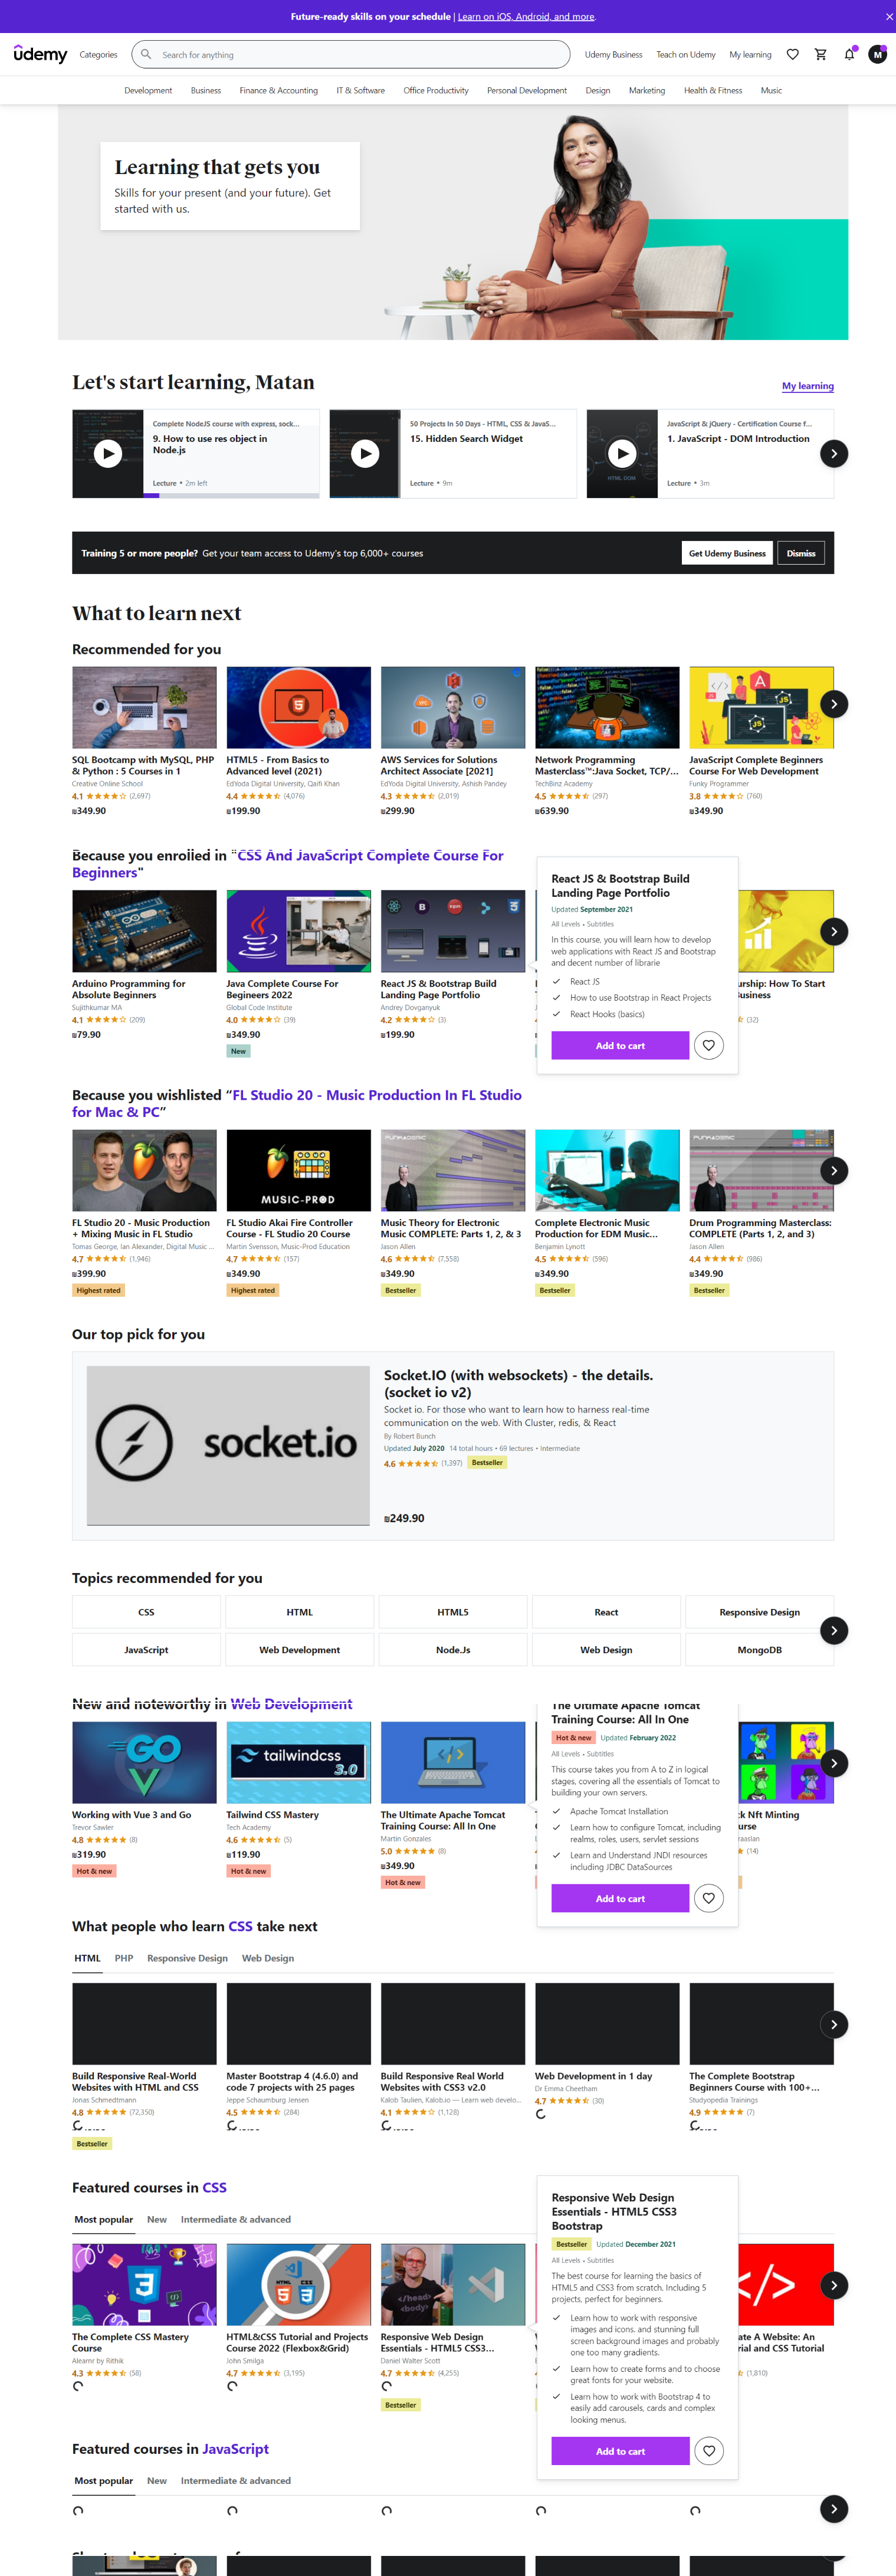 Future-ready skills on your schedule | Learn on iOS, Android, and more.
udemy Categories Search for anything Udemy Business Teach on Udemy My learning M
Development Business Finance & Accounting IT & Software Office Productivity Personal Development Design Marketing Health & Fitness Music
Learning that gets you
Skills for your present (and your future). Get
started with us.
Let's start learning, Matan
My learning
Complete NodeJS course with express, sock...
9. How to use res object in
Node.js
Lecture • 2m left
50 Projects In 50 Days - HTML, CSS & JavaS...
15. Hidden Search Widget
Lecture • 9m
HTML DOM
JavaScript & jQuery - Certification Course f...
1. JavaScript - DOM Introduction
Lecture • 3m
Training 5 or more people? Get your team access to Udemy's top 6,000+ courses
Get Udemy Business Dismiss
What to learn next
Recommended for you
SQL Bootcamp with MySQL, PHP
& Python : 5 Courses in 1
Creative Online School
4.1 (2,697)
₪349.90
HTML5 - From Basics to
Advanced level (2021)
EdYoda Digital University, Qaifi Khan
4.4 (4,076)
₪199.90
AWS Services for Solutions
Architect Associate [2021]
EdYoda Digital University, Ashish Pandey
4.3 (2,019)
₪299.90
Network Programming
Masterclass™:Java Socket, TCP/...
TechBinz Academy
4.5 (297)
₪639.90
JS
JavaScript Complete Beginners
Course For Web Development
Funky Programmer
3.8 (760)
₪349.90
Because you enrolled in "CSS And JavaScript Complete Course For
Beginners"
Arduino Programming for
Absolute Beginners
Sujithkumar MA
4.1 (209)
₪79.90
Java
Java Complete Course For
Begineers 2022
Global Code Institute
4.0 (39)
₪349.90
New
React JS & Bootstrap Build
Landing Page Portfolio
Andrey Dovganyuk
4.2 (3)
₪199.90
React JS & Bootstrap Build
Landing Page Portfolio
Updated September 2021
All Levels • Subtitles
In this course, you will learn how to develop
web applications with React JS and Bootstrap
and decent number of librarie
React JS
How to use Bootstrap in React Projects
React Hooks (basics)
Add to cart
urship: How To Start
usiness
(32)
Because you wishlisted “FL Studio 20 - Music Production In FL Studio
for Mac & PC”
FL Studio 20 - Music Production
+ Mixing Music in FL Studio
Tomas George, Ian Alexander, Digital Music ...
4.7 (1,946)
₪399.90
Highest rated
MUSIC-PROD
FL Studio Akai Fire Controller
Course - FL Studio 20 Course
Martin Svensson, Music-Prod Education
4.7 (157)
₪349.90
Highest rated
PUNKADEMIC
Music Theory for Electronic
Music COMPLETE: Parts 1, 2, & 3
Jason Allen
4.6 (7,558)
₪349.90
Bestseller
Complete Electronic Music
Production for EDM Music...
Benjamin Lynott
4.5 (596)
₪349.90
Bestseller
PUNKADEMIC
Drum Programming Masterclass:
COMPLETE (Parts 1, 2, and 3)
Jason Allen
4.4 (986)
₪349.90
Bestseller
Our top pick for you
socket.io
Socket.IO (with websockets) - the details.
(socket io v2)
Socket io. For those who want to learn how to harness real-time
communication on the web. With Cluster, redis, & React
By Robert Bunch
Updated July 2020 14 total hours • 69 lectures • Intermediate
4.6 (1,397) Bestseller
₪249.90
Topics recommended for you
CSS HTML HTML5 React Responsive Design
JavaScript Web Development Node.Js Web Design MongoDB
New and noteworthy in Web Development
GO
Working with Vue 3 and Go
Trevor Sawler
4.8 (8)
₪319.90
Hot & new
tailwindcss
3.0
Tailwind CSS Mastery
Tech Academy
4.6 (5)
₪119.90
Hot & new
The Ultimate Apache Tomcat
Training Course: All In One
Martin Gonzales
5.0 (8)
₪349.90
Hot & new
The Ultimate Apache Tomcat
Training Course: All In One
Hot & new Updated February 2022
All Levels • Subtitles
This course takes you from A to Z in logical
stages, covering all the essentials of Tomcat to
building your own servers.
Apache Tomcat Installation
Learn how to configure Tomcat, including
realms, roles, users, servlet sessions
Learn and Understand JNDI resources
including JDBC DataSources
Add to cart
ck Nft Minting
urse
raaslan
(14)
What people who learn CSS take next
HTML PHP Responsive Design Web Design
Build Responsive Real-World
Websites with HTML and CSS
Jonas Schmedtmann
4.8 (72,350)
Bestseller
Master Bootstrap 4 (4.6.0) and
code 7 projects with 25 pages
Jeppe Schaumburg Jensen
4.5 (284)
Build Responsive Real World
Websites with CSS3 v2.0
Kalob Taulien, Kalob.io — Learn web develo...
4.1 (1,128)
Web Development in 1 day
Dr Emma Cheetham
4.7 (30)
The Complete Bootstrap
Beginners Course with 100+...
Studyopedia Trainings
4.9 (7)
Featured courses in CSS
Most popular New Intermediate & advanced
The Complete CSS Mastery
Course
Alearnr by Rithik
4.3 (58)
HTML CSS
HTML&CSS Tutorial and Projects
Course 2022 (Flexbox&Grid)
John Smilga
4.7 (3,195)
</head>
<body>
Responsive Web Design
Essentials - HTML5 CSS3...
Daniel Walter Scott
4.7 (4,255)
Bestseller
Responsive Web Design
Essentials - HTML5 CSS3
Bootstrap
Bestseller Updated December 2021
All Levels • Subtitles
The best course for learning the basics of
HTML5 and CSS3 from scratch. Including 5
projects, perfect for beginners.
Learn how to work with responsive
images and icons, and stunning full
screen background images and probably
one too many gradients.
Learn how to create forms and to choose
great fonts for your website.
Learn how to work with Bootstrap 4 to
easily add carousels, cards and complex
looking menus.
Add to cart
</>
ate A Website: An
rial and CSS Tutorial
(1,810)
Featured courses in JavaScript
Most popular New Intermediate & advanced